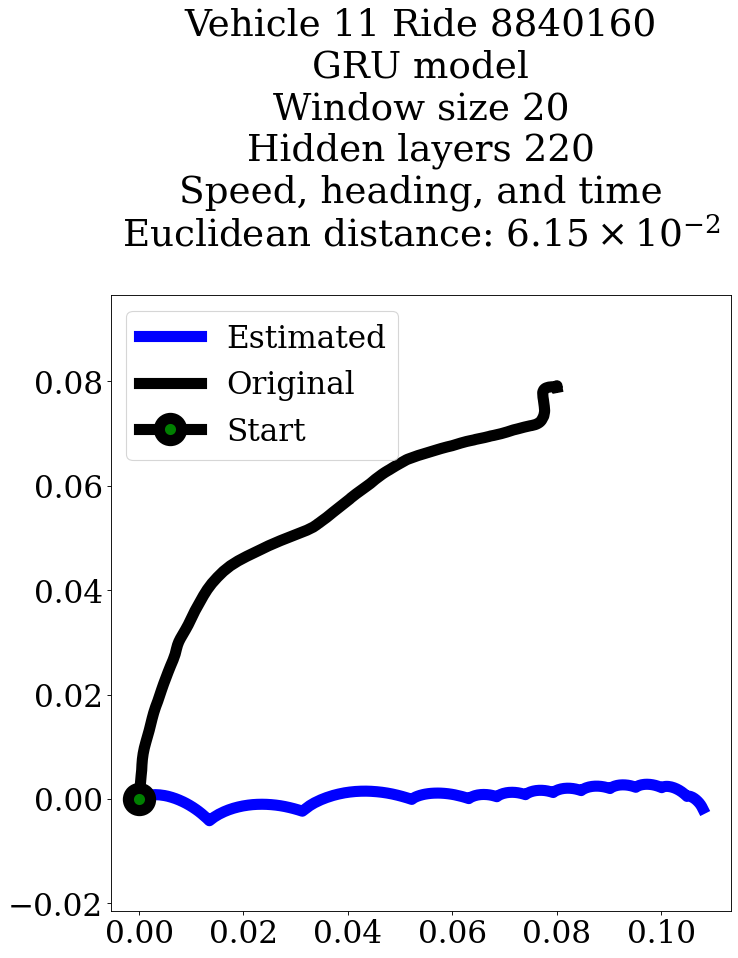 Vehicle 11 Ride 8840160
GRU model
Window size 20
Hidden layers 220
Speed, heading, and time
Euclidean distance: 6.15 × 10⁻²
Estimated
Original
Start
0.08
0.06
0.04
0.02
0.00
−0.02
0.00 0.02 0.04 0.06 0.08 0.10